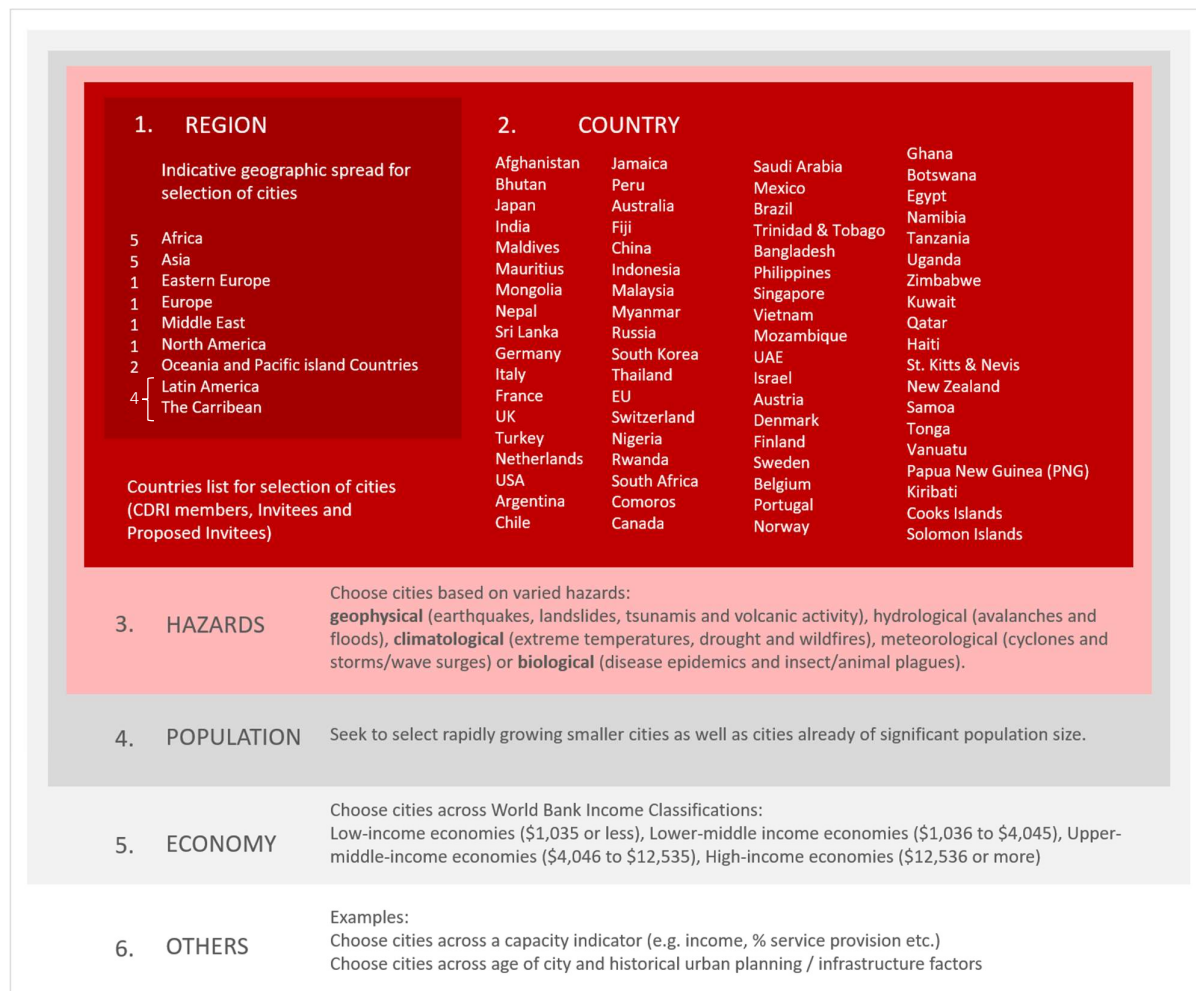 1. REGION
Indicative geographic spread for
selection of cities
5 Africa
5 Asia
1 Eastern Europe
1 Europe
1 Middle East
1 North America
2 Oceania and Pacific island Countries
4 Latin America
The Carribean
Countries list for selection of cities
(CDRI members, Invitees and
Proposed Invitees)
2. COUNTRY
Afghanistan
Bhutan
Japan
India
Maldives
Mauritius
Mongolia
Nepal
Sri Lanka
Germany
Italy
France
UK
Turkey
Netherlands
USA
Argentina
Chile
Jamaica
Peru
Australia
Fiji
China
Indonesia
Malaysia
Myanmar
Russia
South Korea
Thailand
EU
Switzerland
Nigeria
Rwanda
South Africa
Comoros
Canada
Saudi Arabia
Mexico
Brazil
Trinidad & Tobago
Bangladesh
Philippines
Singapore
Vietnam
Mozambique
UAE
Israel
Austria
Denmark
Finland
Sweden
Belgium
Portugal
Norway
Ghana
Botswana
Egypt
Namibia
Tanzania
Uganda
Zimbabwe
Kuwait
Qatar
Haiti
St. Kitts & Nevis
New Zealand
Samoa
Tonga
Vanuatu
Papua New Guinea (PNG)
Kiribati
Cooks Islands
Solomon Islands
3. HAZARDS
Choose cities based on varied hazards:
geophysical (earthquakes, landslides, tsunamis and volcanic activity), hydrological (avalanches and
floods), climatological (extreme temperatures, drought and wildfires), meteorological (cyclones and
storms/wave surges) or biological (disease epidemics and insect/animal plagues).
4. POPULATION
Seek to select rapidly growing smaller cities as well as cities already of significant population size.
5. ECONOMY
Choose cities across World Bank Income Classifications:
Low-income economies ($1,035 or less), Lower-middle income economies ($1,036 to $4,045), Upper-
middle-income economies ($4,046 to $12,535), High-income economies ($12,536 or more)
6. OTHERS
Examples:
Choose cities across a capacity indicator (e.g. income, % service provision etc.)
Choose cities across age of city and historical urban planning / infrastructure factors